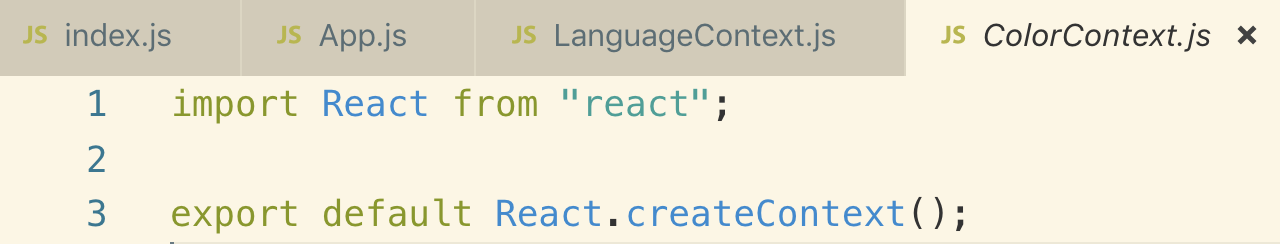 JS index.js JS App.js JS LanguageContext.js JS ColorContext.js ×
1 import React from "react";
2
3 export default React.createContext();